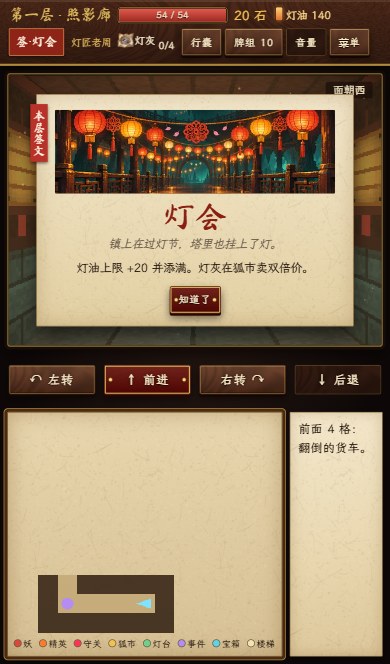 第一层·照影廊
54 / 54
20 石
灯油 140
签·灯会
灯匠老周
灯灰 0/4
行囊
牌组 10
音量
菜单
面朝西
本层签文
灯会
镇上在过灯节，塔里也挂上了灯。
灯油上限 +20 并添满。灯灰在狐市卖双倍价。
知道了
↶ 左转
↑ 前进
右转 ↷
↓ 后退
前面 4 格：
翻倒的货车。
妖
精英
守关
狐市
灯台
事件
宝箱
楼梯